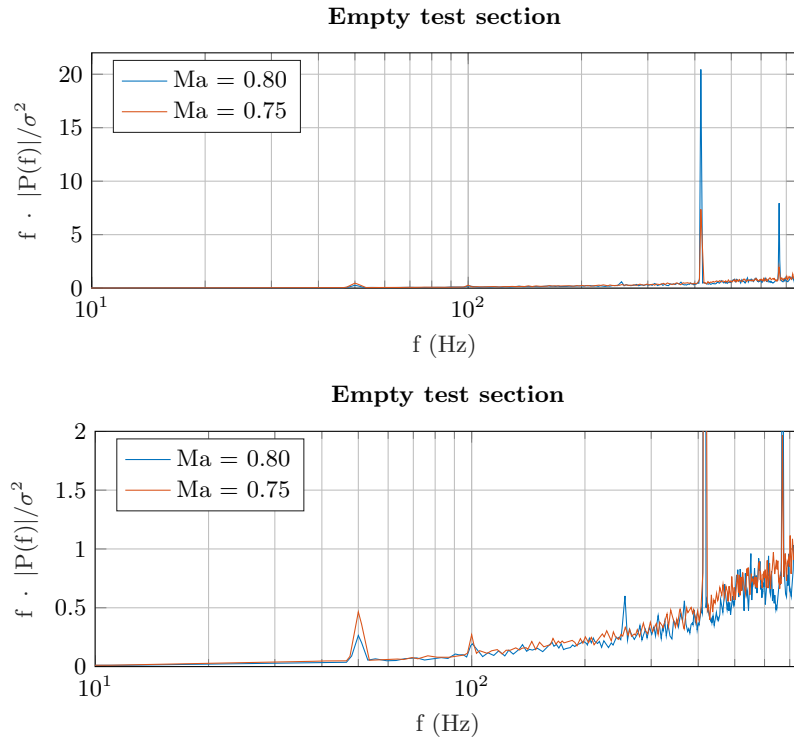 Empty test section
f · |P(f)|/σ²
20
15
10
5
0
Ma = 0.80
Ma = 0.75
10¹
10²
f (Hz)
Empty test section
f · |P(f)|/σ²
2
1.5
1
0.5
0
Ma = 0.80
Ma = 0.75
10¹
10²
f (Hz)